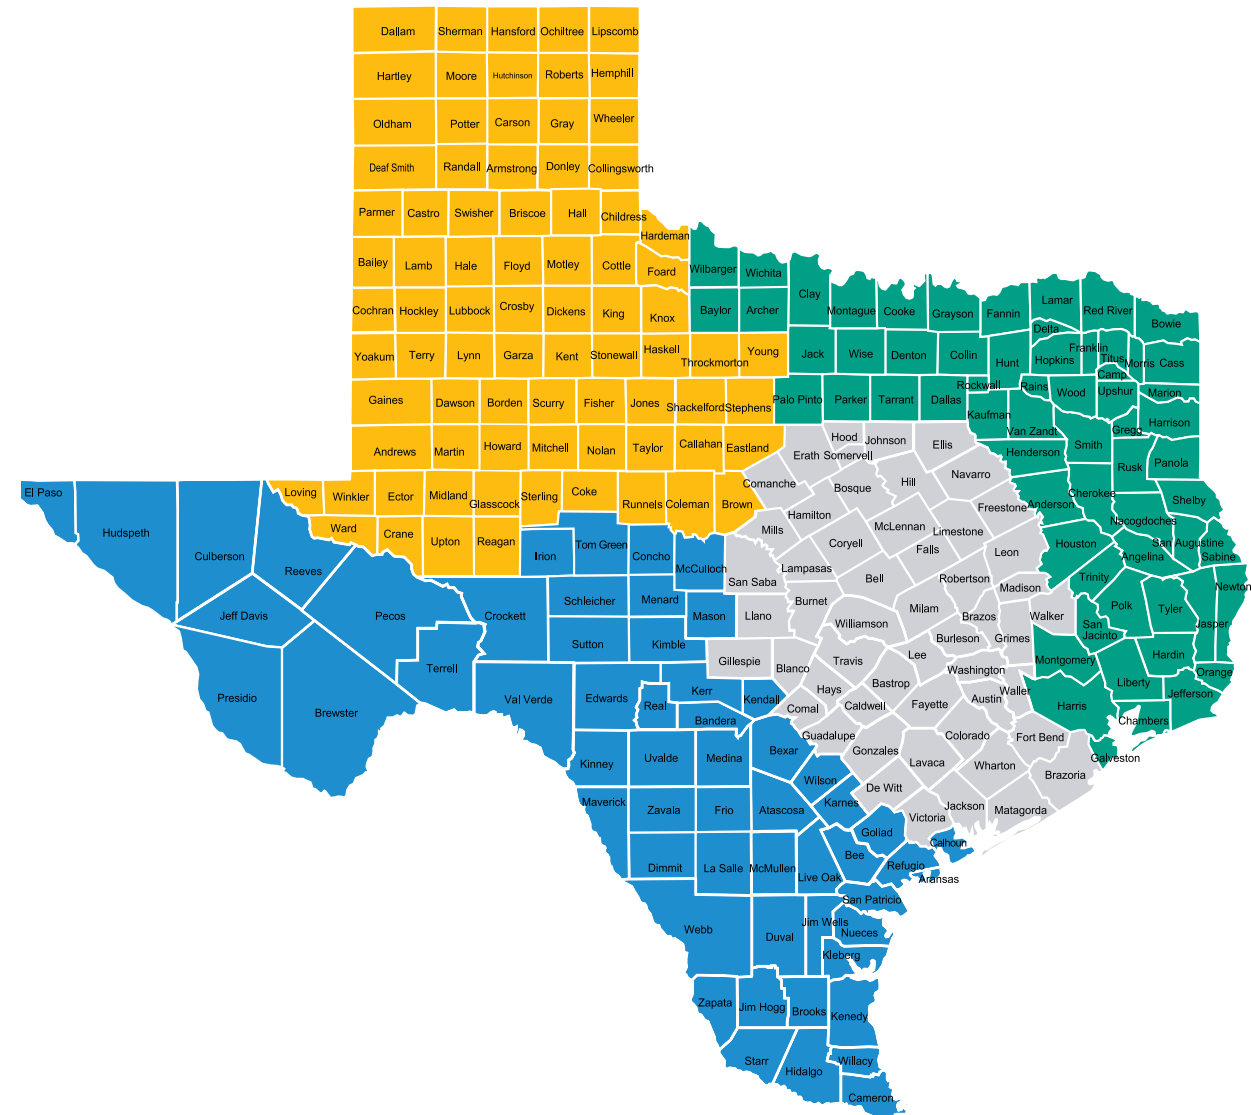 Dallam Sherman Hansford Ochiltree Lipscomb
Hartley Moore Hutchinson Roberts Hemphill
Oldham Potter Carson Gray Wheeler
Deaf Smith Randall Armstrong Donley Collingsworth
Parmer Castro Swisher Briscoe Hall Childress
Hardeman
Bailey Lamb Hale Floyd Motley Cottle Foard Wilbarger Wichita
Clay Lamar Red River
Cochran Hockley Lubbock Crosby Dickens King Knox Baylor Archer Montague Cooke Grayson Fannin Bowie
Delta
Yoakum Terry Lynn Garza Kent Stonewall Haskell Throckmorton Young Jack Wise Denton Collin Hunt Hopkins Franklin Titus Morris Cass
Camp
Gaines Dawson Borden Scurry Fisher Jones Shackelford Stephens Palo Pinto Parker Tarrant Dallas Rockwall Rains Wood Upshur Marion
Kaufman Van Zandt Smith Gregg Harrison
Andrews Martin Howard Mitchell Nolan Taylor Callahan Eastland Erath Hood Somervell Johnson Ellis Henderson Rusk Panola
El Paso Loving Winkler Ector Midland Glasscock Sterling Coke Runnels Coleman Brown Comanche Bosque Hill Navarro Freestone Anderson Cherokee Shelby
Hudspeth Culberson Ward Crane Upton Reagan Irion Tom Green Concho McCulloch Mills Hamilton Coryell McLennan Limestone Falls Leon Houston Nacogdoches San Augustine Sabine
Reeves San Saba Lampasas Bell Robertson Madison Trinity Angelina Newton
Jeff Davis Pecos Crockett Schleicher Menard Mason Llano Burnet Williamson Milam Brazos Grimes Walker San Jacinto Polk Tyler Jasper
Sutton Kimble Burleson Hardin
Terrell Gillespie Blanco Travis Lee Washington Montgomery Liberty Orange
Presidio Brewster Val Verde Edwards Real Kerr Kendall Hays Bastrop Austin Waller Harris Jefferson
Bandera Comal Caldwell Fayette Chambers
Kinney Uvalde Medina Bexar Guadalupe Gonzales Lavaca Colorado Fort Bend Galveston
Wilson Wharton Brazoria
Maverick Zavala Frio Atascosa Karnes De Witt Victoria Jackson Matagorda
Goliad Calhoun
Dimmit La Salle McMullen Live Oak Bee Refugio Aransas
San Patricio
Webb Duval Jim Wells Nueces
Kleberg
Zapata Jim Hogg Brooks Kenedy
Starr Hidalgo Willacy
Cameron